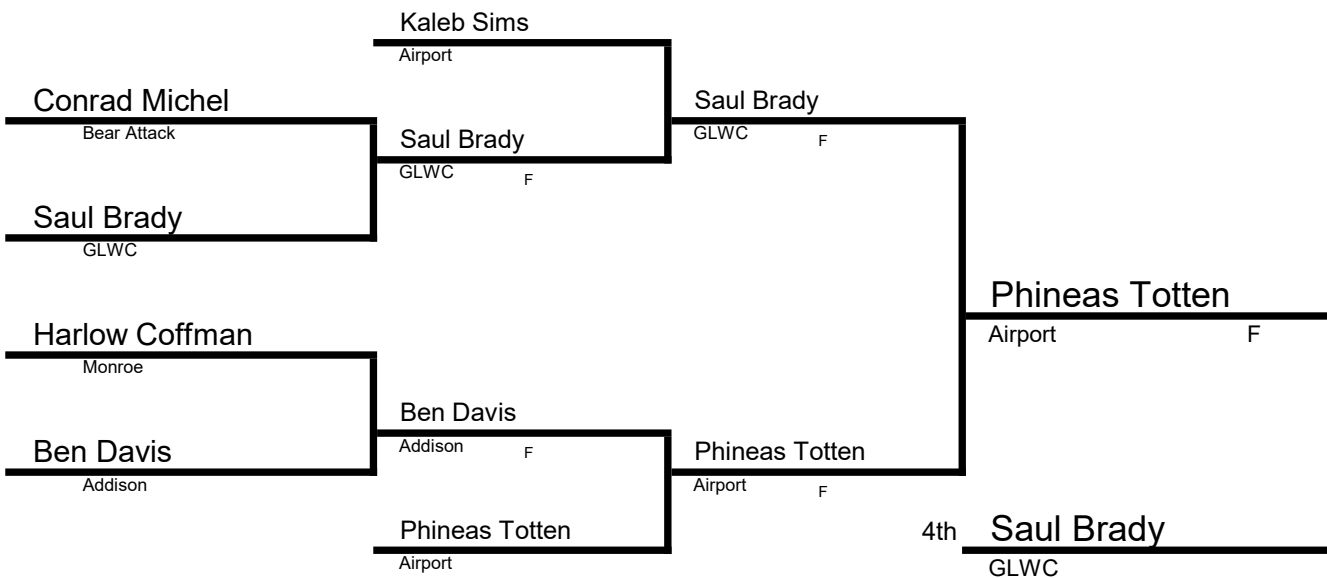 Kaleb Sims
Airport
Conrad Michel
Bear Attack
Saul Brady
GLWC F
Saul Brady
GLWC F
Saul Brady
GLWC
Phineas Totten
Airport F
Harlow Coffman
Monroe
Ben Davis
Addison F
Ben Davis
Addison
Phineas Totten
Airport F
Phineas Totten
Airport
4th Saul Brady
GLWC